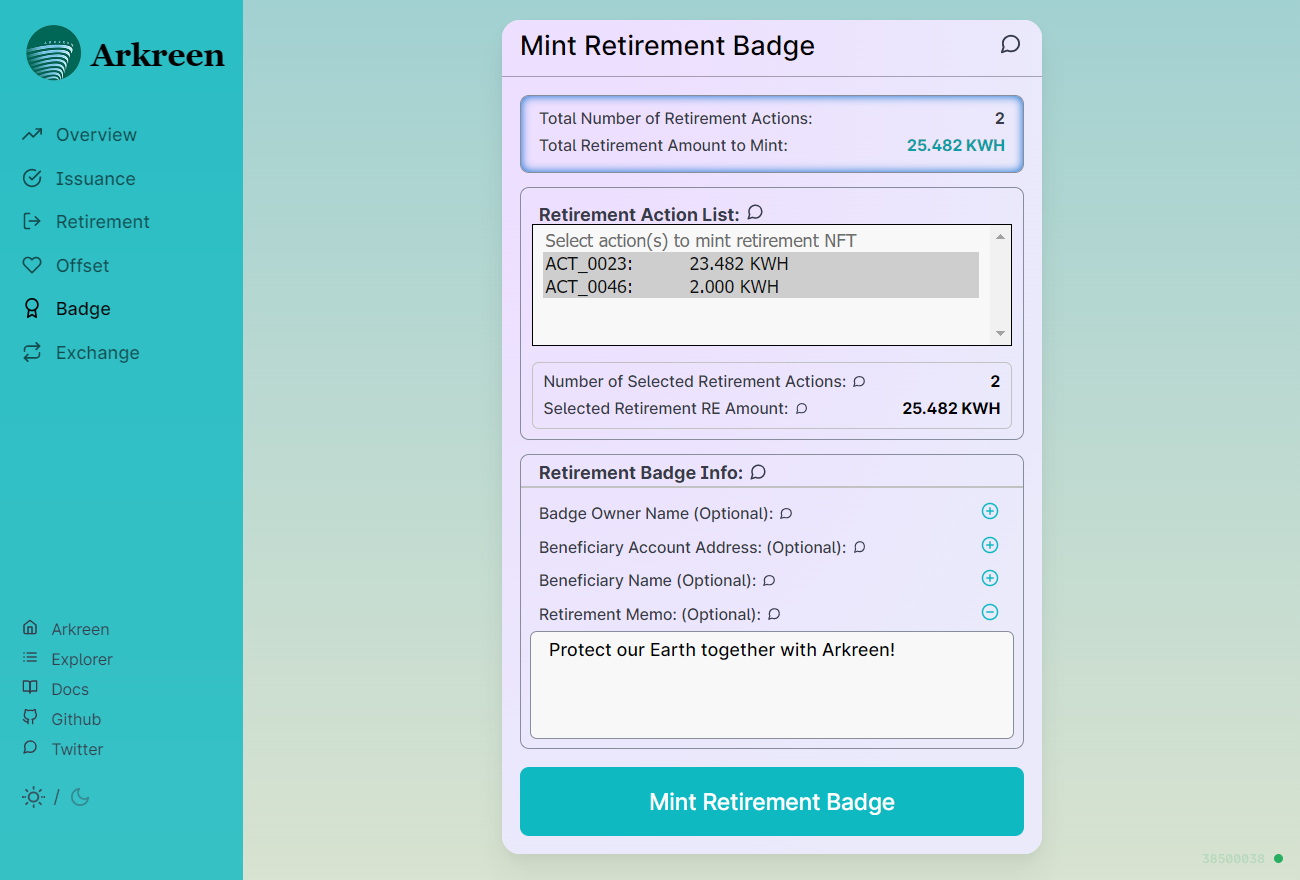 Arkreen
Overview
Issuance
Retirement
Offset
Badge
Exchange
Arkreen
Explorer
Docs
Github
Twitter
/
Mint Retirement Badge
Total Number of Retirement Actions: 2
Total Retirement Amount to Mint: 25.482 KWH
Retirement Action List:
Select action(s) to mint retirement NFT
ACT_0023: 23.482 KWH
ACT_0046: 2.000 KWH
Number of Selected Retirement Actions: 2
Selected Retirement RE Amount: 25.482 KWH
Retirement Badge Info:
Badge Owner Name (Optional):
Beneficiary Account Address: (Optional):
Beneficiary Name (Optional):
Retirement Memo: (Optional):
Protect our Earth together with Arkreen!
Mint Retirement Badge
38500038